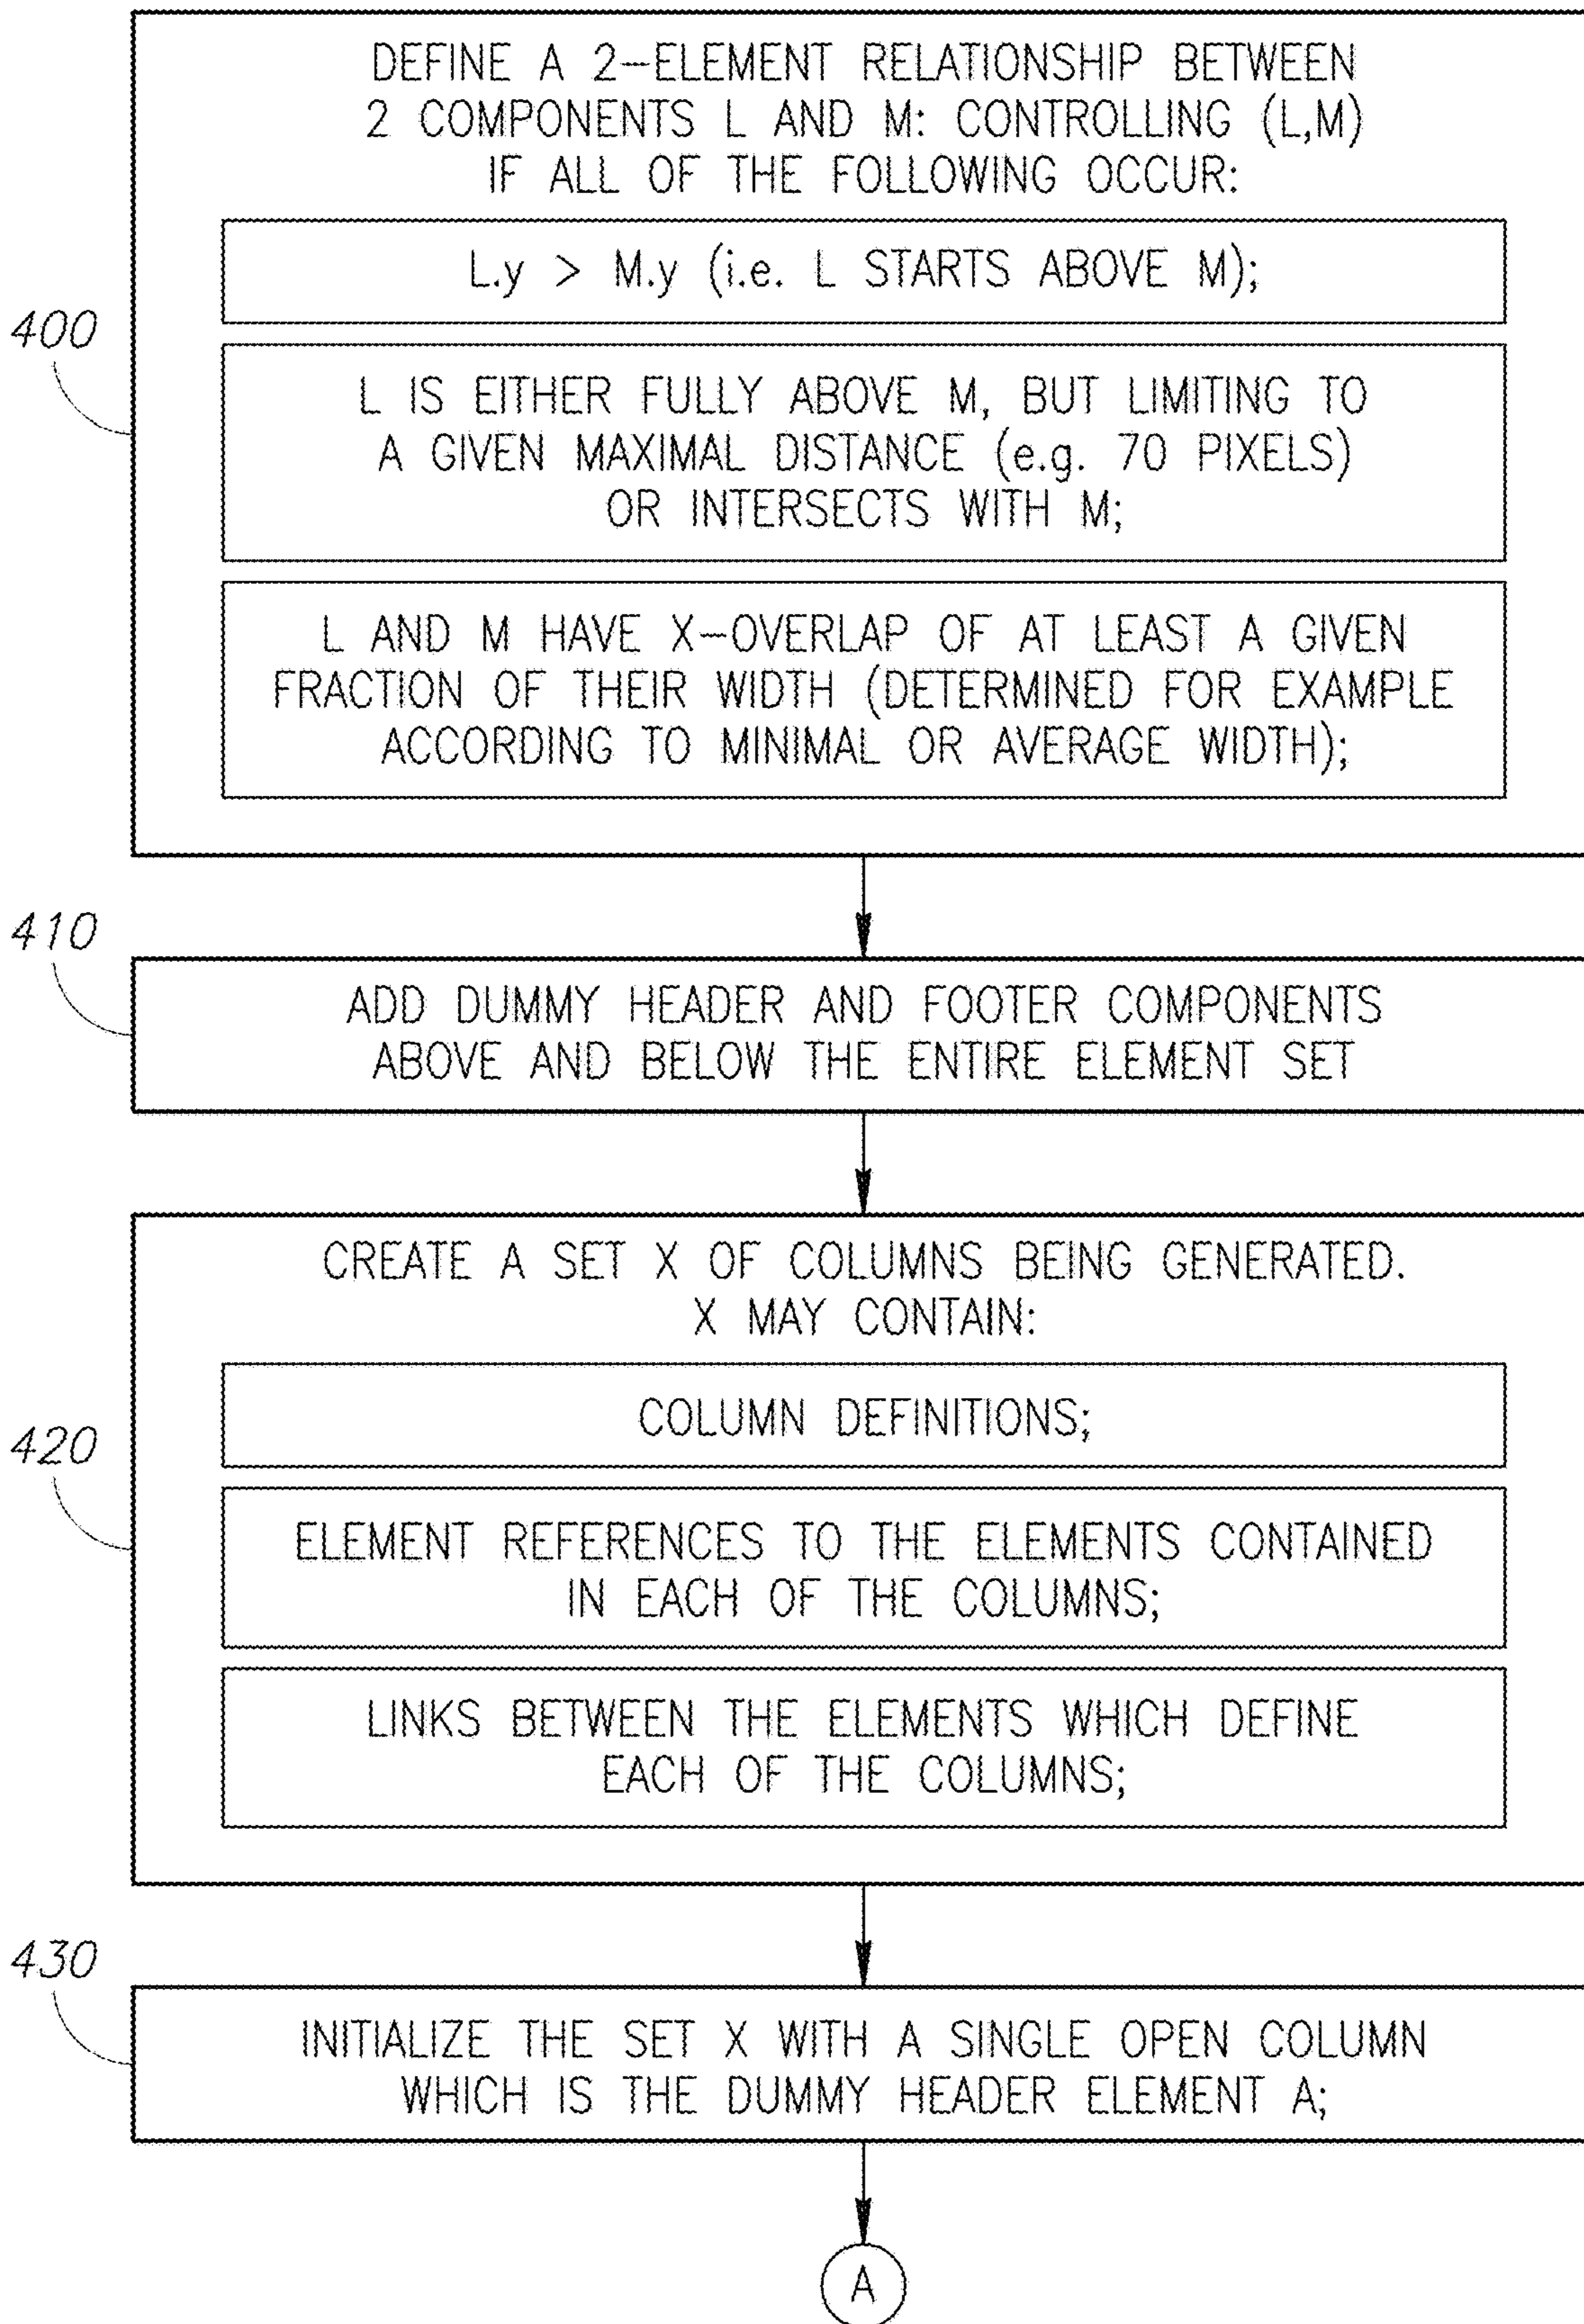 DEFINE A 2-ELEMENT RELATIONSHIP BETWEEN
2 COMPONENTS L AND M: CONTROLLING (L,M)
IF ALL OF THE FOLLOWING OCCUR:
L.y > M.y (i.e. L STARTS ABOVE M);
400
L IS EITHER FULLY ABOVE M, BUT LIMITING TO
A GIVEN MAXIMAL DISTANCE (e.g. 70 PIXELS)
OR INTERSECTS WITH M;
L AND M HAVE X-OVERLAP OF AT LEAST A GIVEN
FRACTION OF THEIR WIDTH (DETERMINED FOR EXAMPLE
ACCORDING TO MINIMAL OR AVERAGE WIDTH);
410
ADD DUMMY HEADER AND FOOTER COMPONENTS
ABOVE AND BELOW THE ENTIRE ELEMENT SET
CREATE A SET X OF COLUMNS BEING GENERATED.
X MAY CONTAIN:
COLUMN DEFINITIONS;
420
ELEMENT REFERENCES TO THE ELEMENTS CONTAINED
IN EACH OF THE COLUMNS;
LINKS BETWEEN THE ELEMENTS WHICH DEFINE
EACH OF THE COLUMNS;
430
INITIALIZE THE SET X WITH A SINGLE OPEN COLUMN
WHICH IS THE DUMMY HEADER ELEMENT A;
A